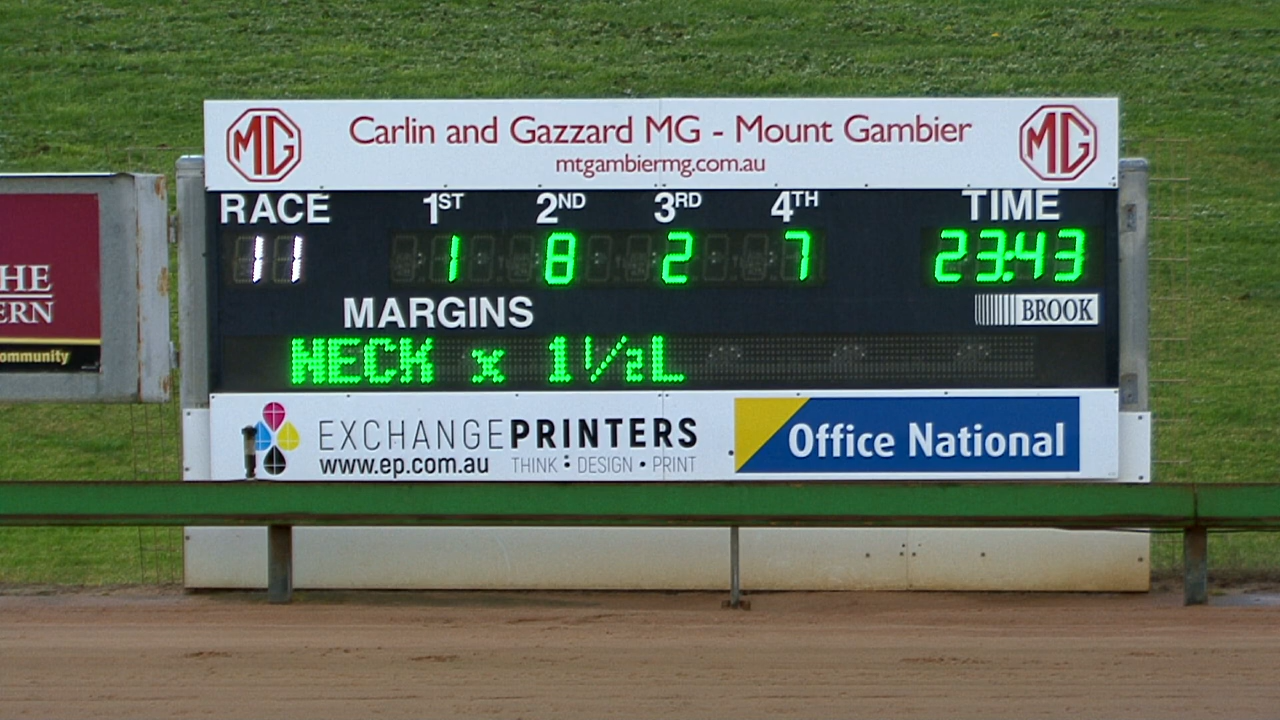 MG Carlin and Gazzard MG - Mount Gambier MG
mtgambiermg.com.au
RACE 1ST 2ND 3RD 4TH TIME
11 1 8 2 7 23:43
MARGINS BROOK
NECK x 1½L
HE
ERN
ommunity
EXCHANGEPRINTERS
www.ep.com.au THINK : DESIGN • PRINT
Office National